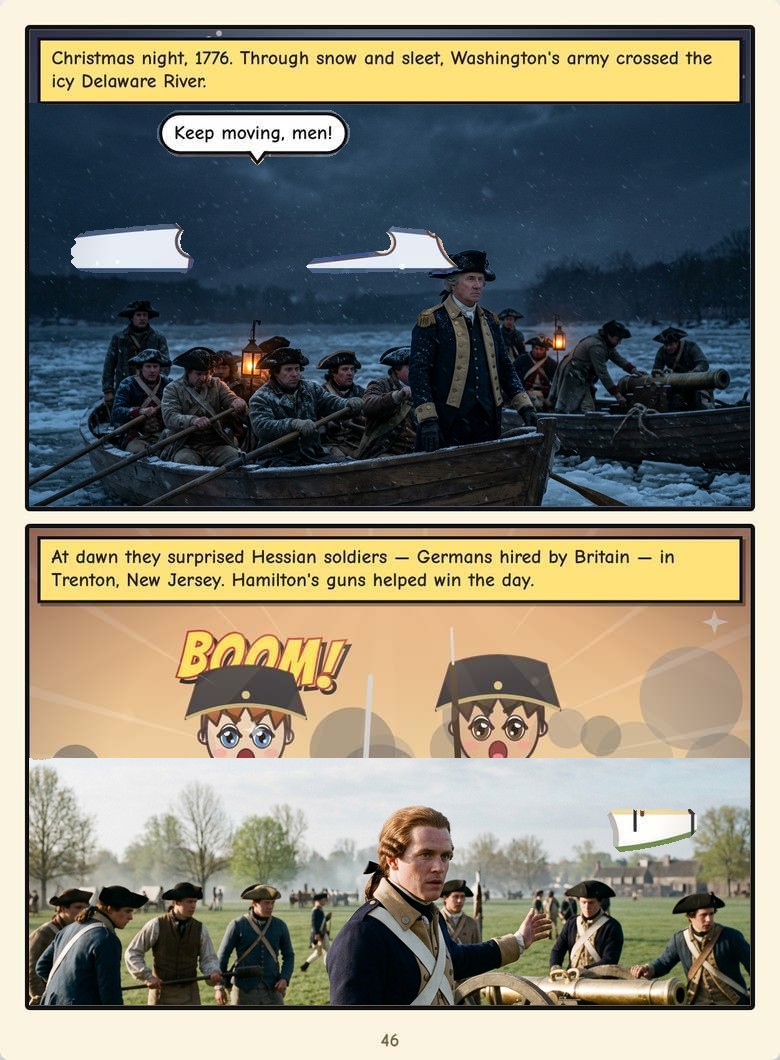 Christmas night, 1776. Through snow and sleet, Washington's army crossed the
icy Delaware River.
Keep moving, men!
At dawn they surprised Hessian soldiers — Germans hired by Britain — in
Trenton, New Jersey. Hamilton's guns helped win the day.
BOOM!
46